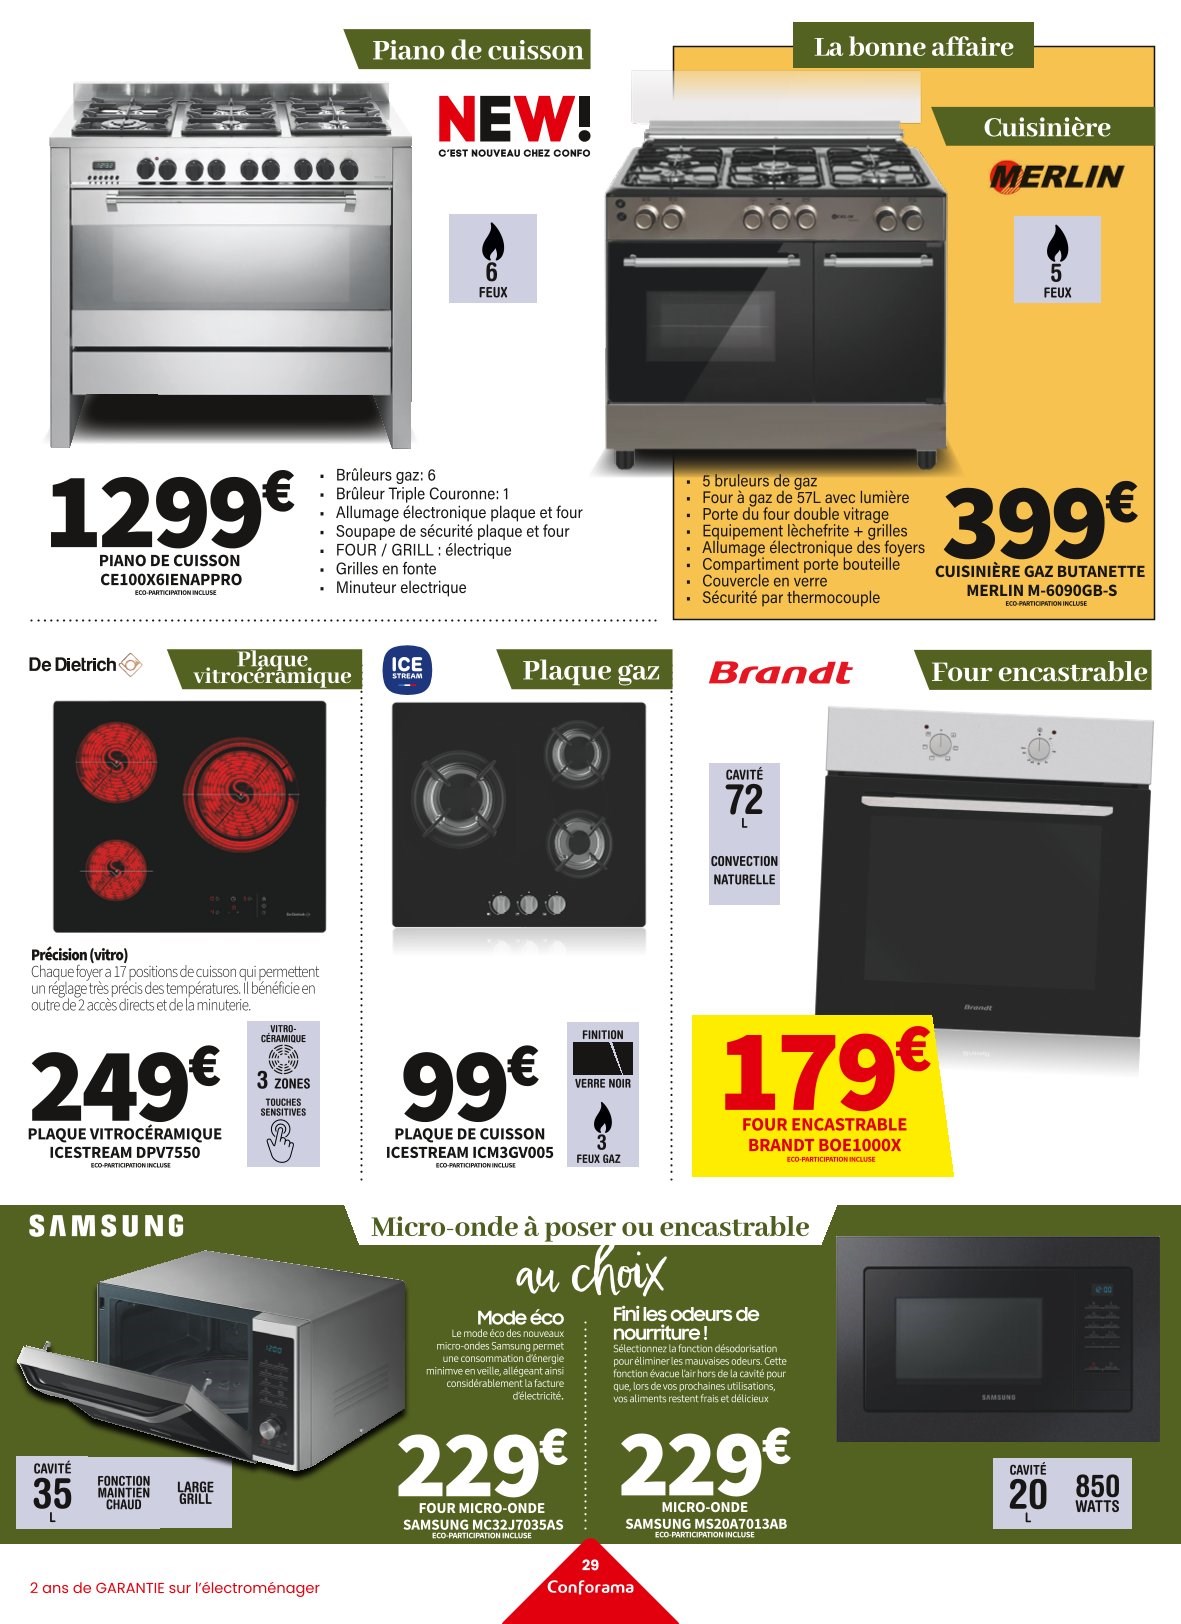 Piano de cuisson
NEW!
C'EST NOUVEAU CHEZ CONFO
6
FEUX
1299€
PIANO DE CUISSON
CE100X6IENAPPRO
ECO-PARTICIPATION INCLUSE
• Brûleurs gaz: 6
• Brûleur Triple Couronne: 1
• Allumage électronique plaque et four
• Soupape de sécurité plaque et four
• FOUR / GRILL : électrique
• Grilles en fonte
• Minuteur electrique
La bonne affaire
Cuisinière
MERLIN
5
FEUX
• 5 bruleurs de gaz
• Four à gaz de 57L avec lumière
• Porte du four double vitrage
• Equipement lèchefrite + grilles
• Allumage électronique des foyers
• Compartiment porte bouteille
• Couvercle en verre
• Sécurité par thermocouple
399€
CUISINIÈRE GAZ BUTANETTE
MERLIN M-6090GB-S
ECO-PARTICIPATION INCLUSE
De Dietrich
Plaque
vitrocéramique
Précision (vitro)
Chaque foyer a 17 positions de cuisson qui permettent
un réglage très précis des températures. Il bénéficie en
outre de 2 accès directs et de la minuterie.
249€
PLAQUE VITROCÉRAMIQUE
ICESTREAM DPV7550
ECO-PARTICIPATION INCLUSE
VITRO-
CÉRAMIQUE
3 ZONES
TOUCHES
SENSITIVES
ICE
STREAM
Plaque gaz
99€
PLAQUE DE CUISSON
ICESTREAM ICM3GV005
ECO-PARTICIPATION INCLUSE
FINITION
VERRE NOIR
3
FEUX GAZ
Brandt
Four encastrable
CAVITÉ
72
L
CONVECTION
NATURELLE
Brandt
179€
FOUR ENCASTRABLE
BRANDT BOE1000X
ECO-PARTICIPATION INCLUSE
SAMSUNG
Micro-onde à poser ou encastrable
au choix
Mode éco
Le mode éco des nouveaux
micro-ondes Samsung permet
une consommation d'énergie
minimve en veille, allégeant ainsi
considérablement la facture
d'électricité.
229€
FOUR MICRO-ONDE
SAMSUNG MC32J7035AS
ECO-PARTICIPATION INCLUSE
CAVITÉ
35
L
FONCTION
MAINTIEN
CHAUD
LARGE
GRILL
Fini les odeurs de
nourriture !
Sélectionnez la fonction désodorisation
pour éliminer les mauvaises odeurs. Cette
fonction évacue l'air hors de la cavité pour
que, lors de vos prochaines utilisations,
vos aliments restent frais et délicieux
229€
MICRO-ONDE
SAMSUNG MS20A7013AB
ECO-PARTICIPATION INCLUSE
SAMSUNG
CAVITÉ
20
L
850
WATTS
2 ans de GARANTIE sur l'électroménager
29
Conforama